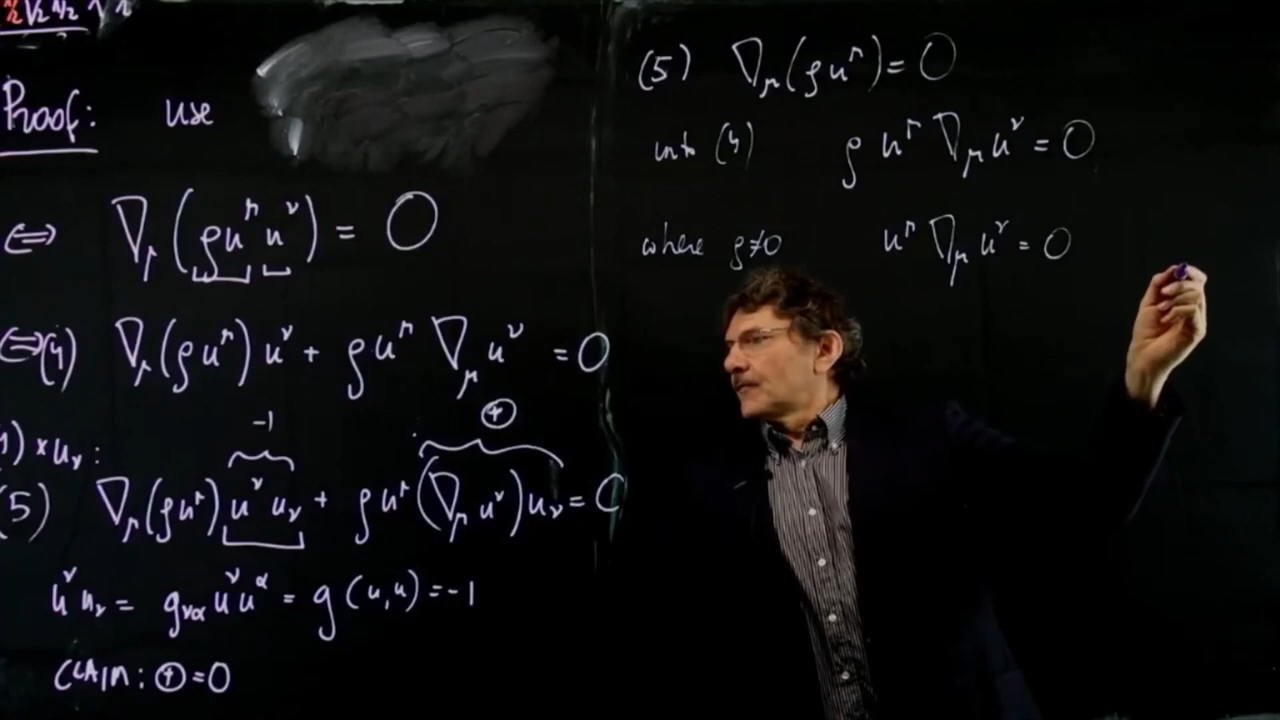 Proof: use
⟺ ∇_μ(ρu^μ u^ν) = 0
⟺(4) ∇_μ(ρu^μ)u^ν + ρu^μ ∇_μ u^ν = 0
4) × u_ν:
-1
⊕
(5) ∇_μ(ρu^μ) u^ν u_ν + ρu^μ(∇_μ u^ν)u_ν = 0
u^ν u_ν = g_να u^ν u^α = g(u,u) = -1
CLAIM: ⊕=0
(5) ∇_μ(ρu^μ) = 0
into (4) ρ u^μ ∇_μ u^ν = 0
where ρ≠0 u^μ ∇_μ u^ν = 0